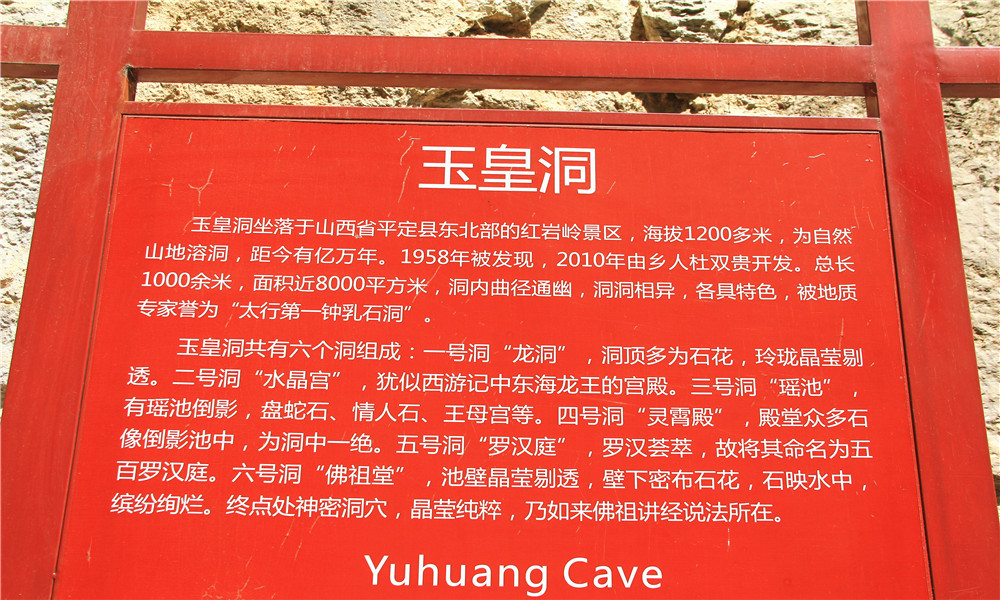 玉皇洞
玉皇洞坐落于山西省平定县东北部的红岩岭景区，海拔1200多米，为自然
山地溶洞，距今有亿万年。1958年被发现，2010年由乡人杜双贵开发。总长
1000余米，面积近8000平方米，洞内曲径通幽，洞洞相异，各具特色，被地质
专家誉为“太行第一钟乳石洞”。
玉皇洞共有六个洞组成：一号洞“龙洞”，洞顶多为石花，玲珑晶莹剔
透。二号洞“水晶宫”，犹似西游记中东海龙王的宫殿。三号洞“瑶池”，
有瑶池倒影，盘蛇石、情人石、王母宫等。四号洞“灵霄殿”，殿堂众多石
像倒影池中，为洞中一绝。五号洞“罗汉庭”，罗汉荟萃，故将其命名为五
百罗汉庭。六号洞“佛祖堂”，池壁晶莹剔透，壁下密布石花，石映水中，
缤纷绚烂。终点处神密洞穴，晶莹纯粹，乃如来佛祖讲经说法所在。
Yuhuang Cave